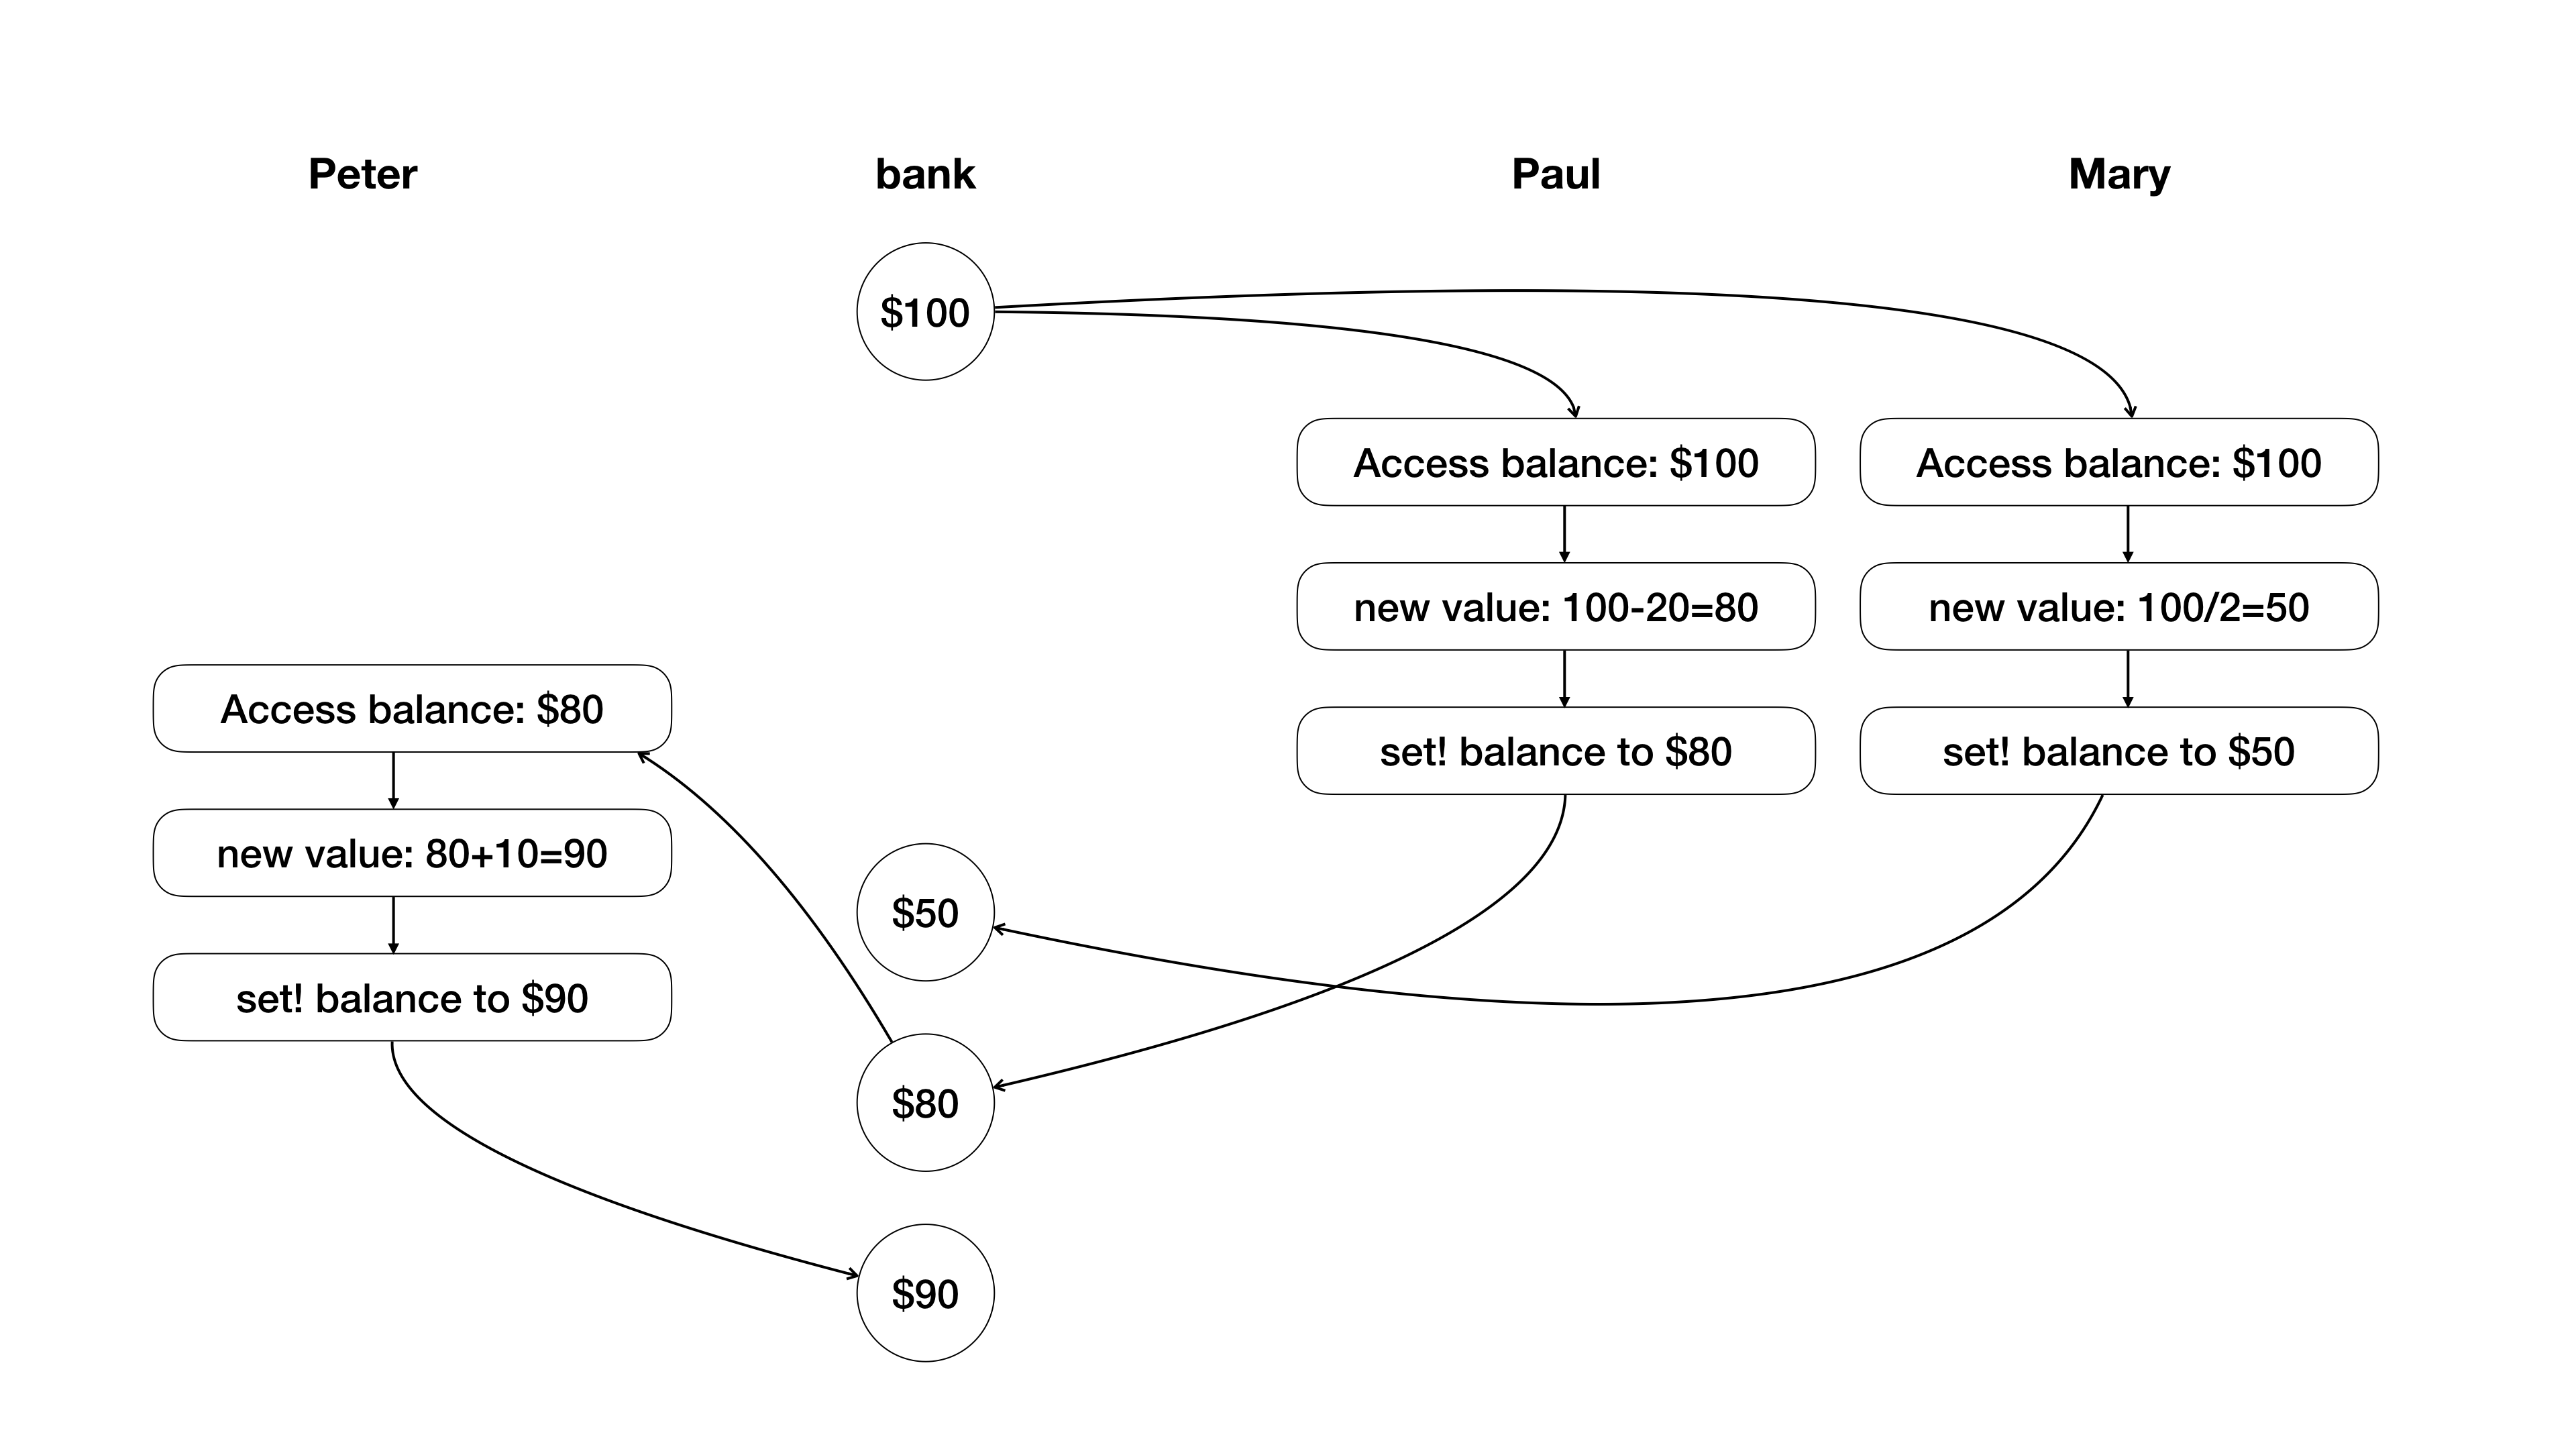 Peter
bank
Paul
Mary
$100
Access balance: $100
Access balance: $100
new value: 100-20=80
new value: 100/2=50
Access balance: $80
set! balance to $80
set! balance to $50
new value: 80+10=90
$50
set! balance to $90
$80
$90